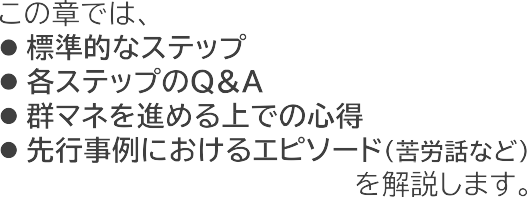 この章では、
● 標準的なステップ
● 各ステップのQ＆A
● 群マネを進める上での心得
● 先行事例におけるエピソード（苦労話など）
を解説します。